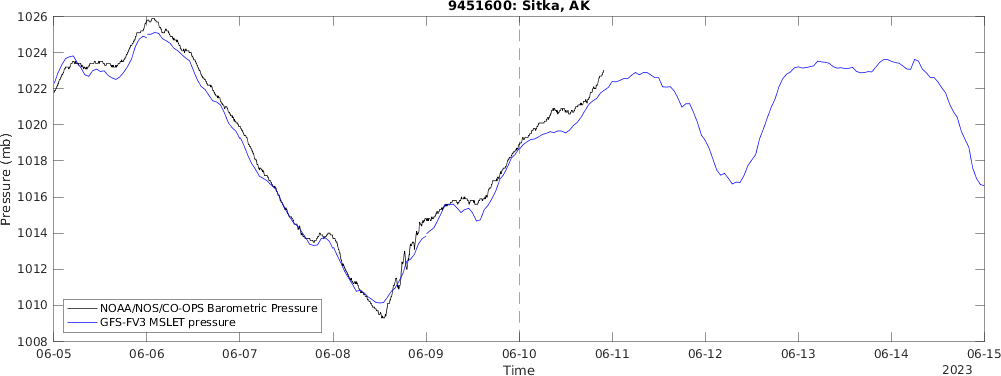 9451600: Sitka, AK
Pressure (mb)
1026
1024
1022
1020
1018
1016
1014
1012
1010
1008
NOAA/NOS/CO-OPS Barometric Pressure
GFS-FV3 MSLET pressure
06-05 06-06 06-07 06-08 06-09 06-10 06-11 06-12 06-13 06-14 06-15
Time
2023